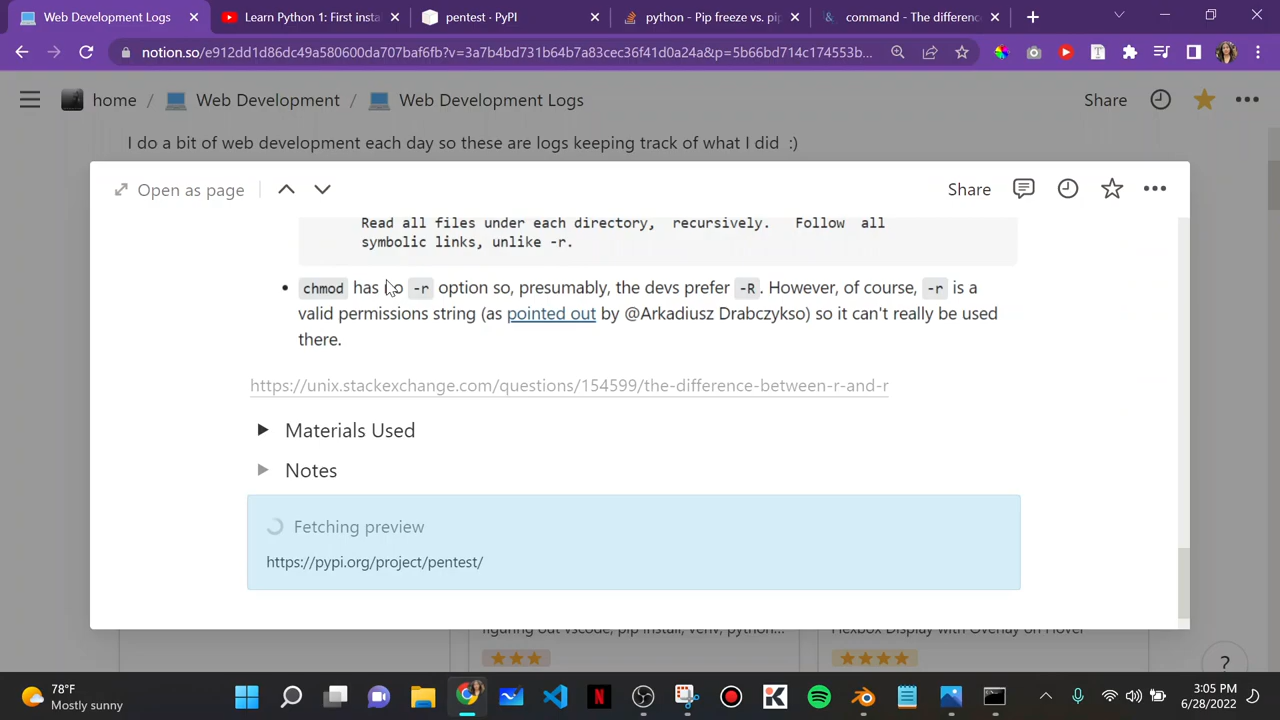 Web Development Logs
Learn Python 1: First insta
pentest · PyPI
python - Pip freeze vs. pip
command - The differenc
notion.so/e912dd1d86dc49a580600da707baf6fb?v=3a7b4bd731b64b7a83cec36f41d0a24a&p=5b66bd714c174553b...
home / Web Development / Web Development Logs
Share
I do a bit of web development each day so these are logs keeping track of what I did :)
Open as page
Share
Read all files under each directory, recursively. Follow all
symbolic links, unlike -r.
• chmod has no -r option so, presumably, the devs prefer -R. However, of course, -r is a
valid permissions string (as pointed out by @Arkadiusz Drabczykso) so it can't really be used
there.
https://unix.stackexchange.com/questions/154599/the-difference-between-r-and-r
Materials Used
Notes
Fetching preview
https://pypi.org/project/pentest/
figuring out vscode, pip install, venv, python...
Hexbox Display with Overlay on Hover
?
78°F
Mostly sunny
3:05 PM
6/28/2022